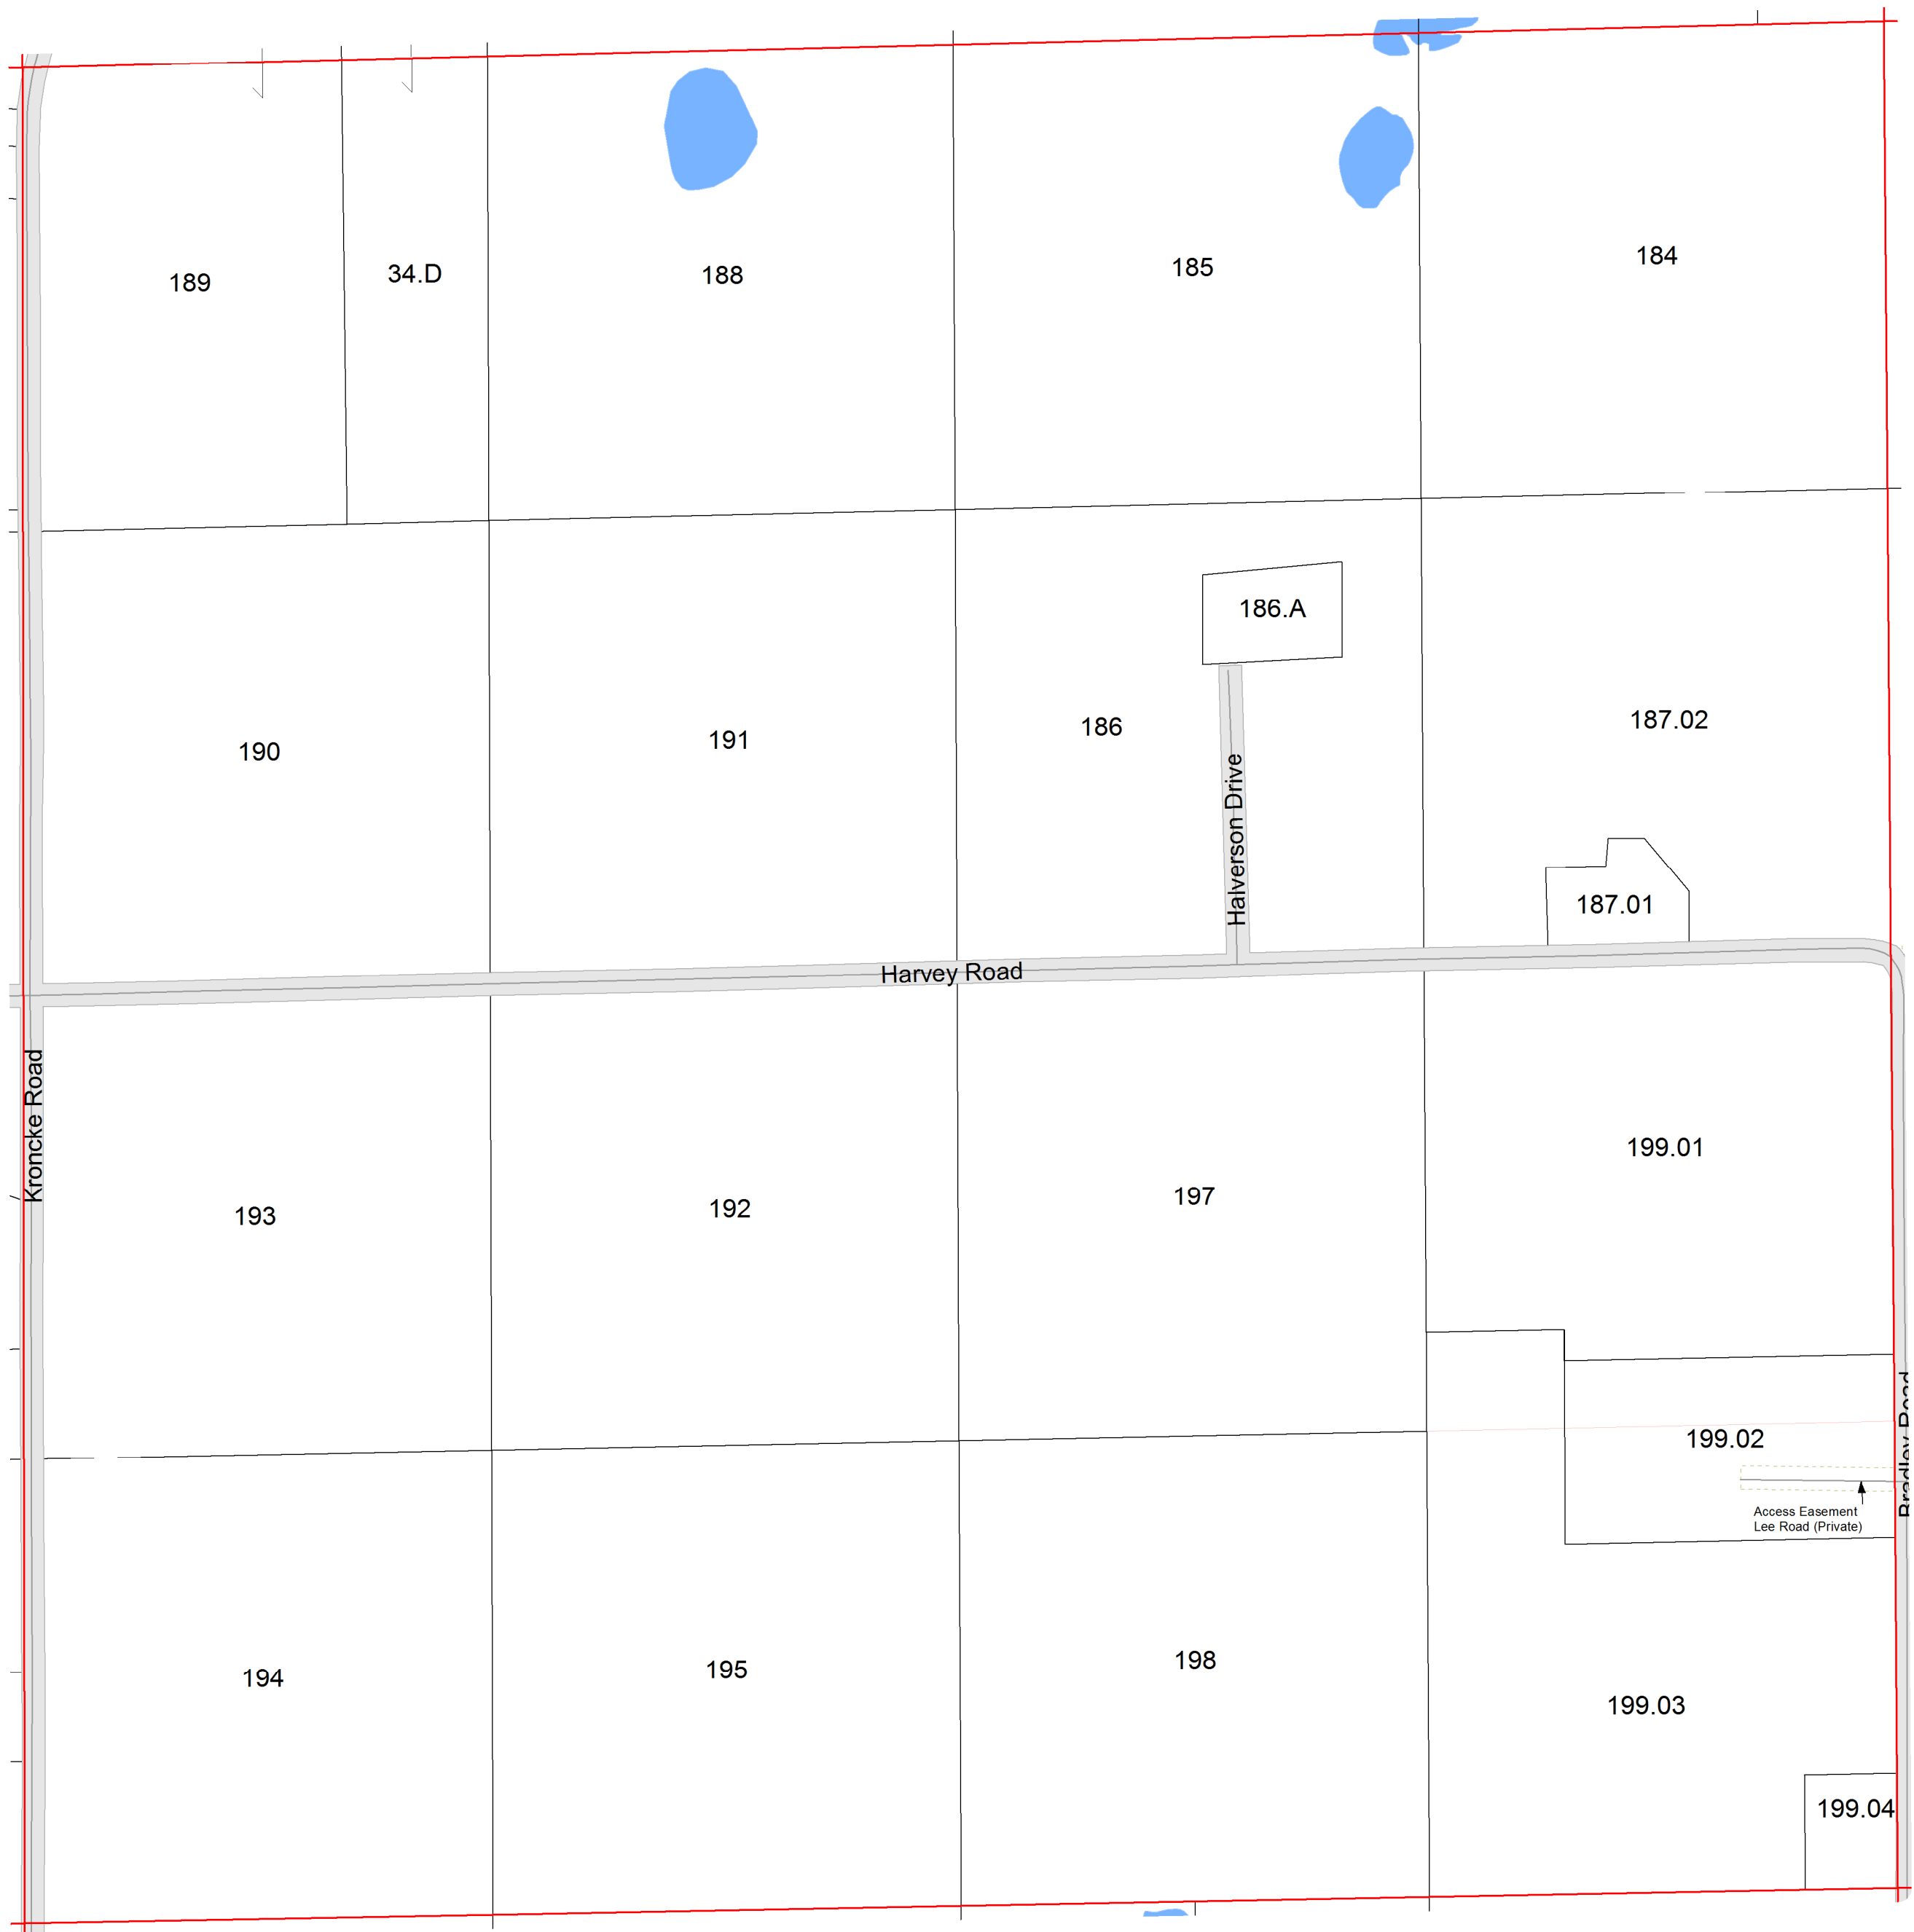 184
185
34.D
188
189
186.A
187.02
186
191
190
Halverson Drive
187.01
Harvey Road
Kroncke Road
199.01
197
192
193
199.02
Bradley Road
Access Easement
Lee Road (Private)
198
195
194
199.03
199.04